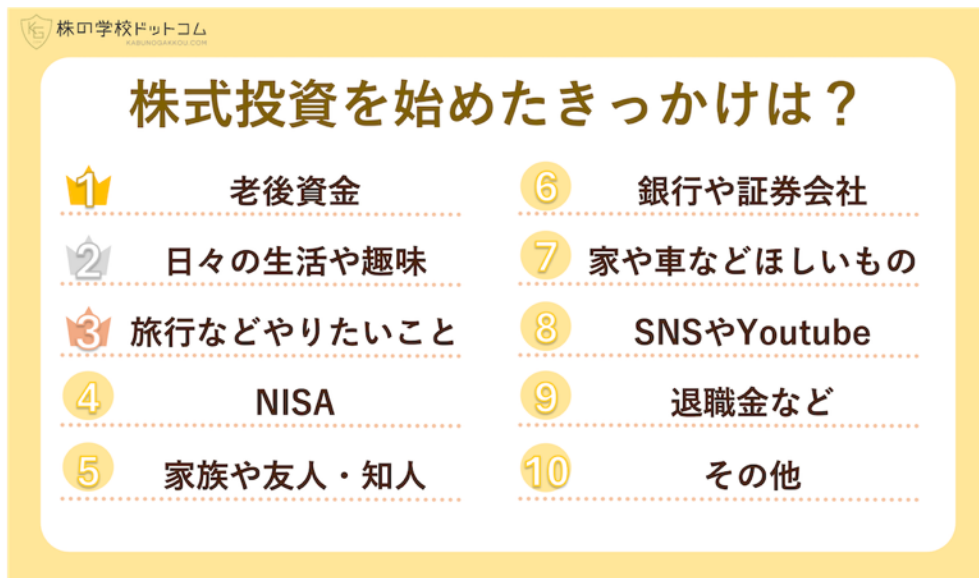 株の学校ドットコム
KABUNOGAKKOU.COM
株式投資を始めたきっかけは？
1 老後資金
2 日々の生活や趣味
3 旅行などやりたいこと
4 NISA
5 家族や友人・知人
6 銀行や証券会社
7 家や車などほしいもの
8 SNSやYoutube
9 退職金など
10 その他